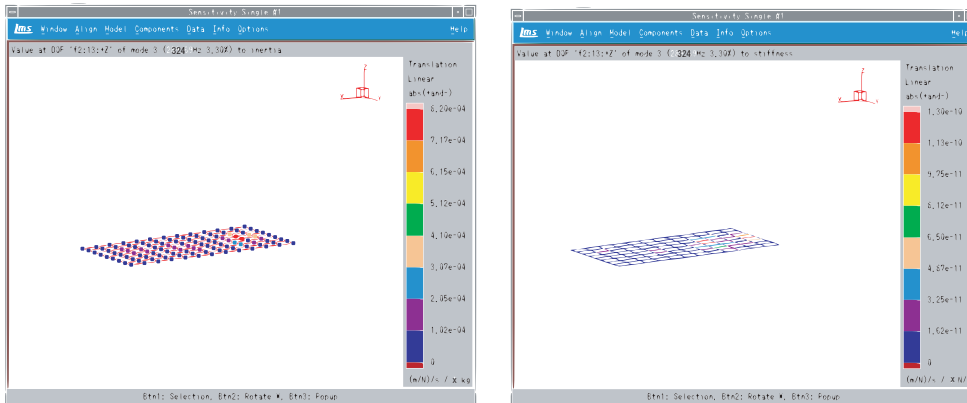 Sensitivity Single #1
lms Window Align Model Components Data Info Options Help
Value at DOF "f2:13:+Z" of mode 3 ( 324 Hz 3.30%) to inertia
Translation
Linear
abs(+and-)
8.20e-04
7.17e-04
6.15e-04
5.12e-04
4.10e-04
3.07e-04
2.05e-04
1.02e-04
0
(m/N)/s / X kg
Btn1: Selection, Btn2: Rotate X, Btn3: Popup
Sensitivity Single #1
lms Window Align Model Components Data Info Options
Value at DOF "f2:13:+Z" of mode 3 ( 324 Hz 3.30%) to stiffness
Translation
Linear
abs(+and-)
1.30e-10
1.13e-10
9.75e-11
8.12e-11
6.50e-11
4.87e-11
3.25e-11
1.62e-11
0
(m/N)/s / X N/
Btn1: Selection, Btn2: Rotate X, Btn3: Popup